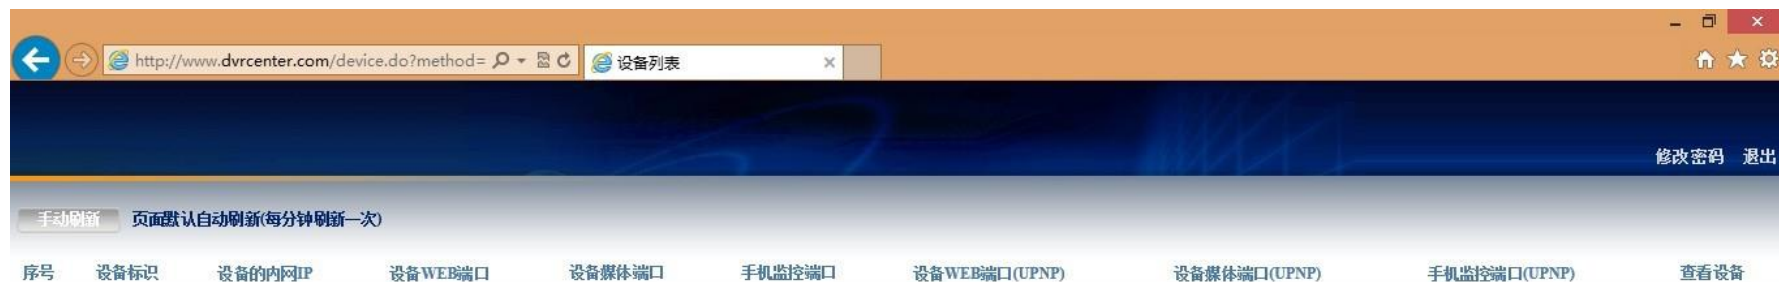 http://www.dvrcenter.com/device.do?method= 设备列表
修改密码 退出
手动刷新 页面默认自动刷新(每分钟刷新一次)
序号 设备标识 设备的内网IP 设备WEB端口 设备媒体端口 手机监控端口 设备WEB端口(UPNP) 设备媒体端口(UPNP) 手机监控端口(UPNP) 查看设备